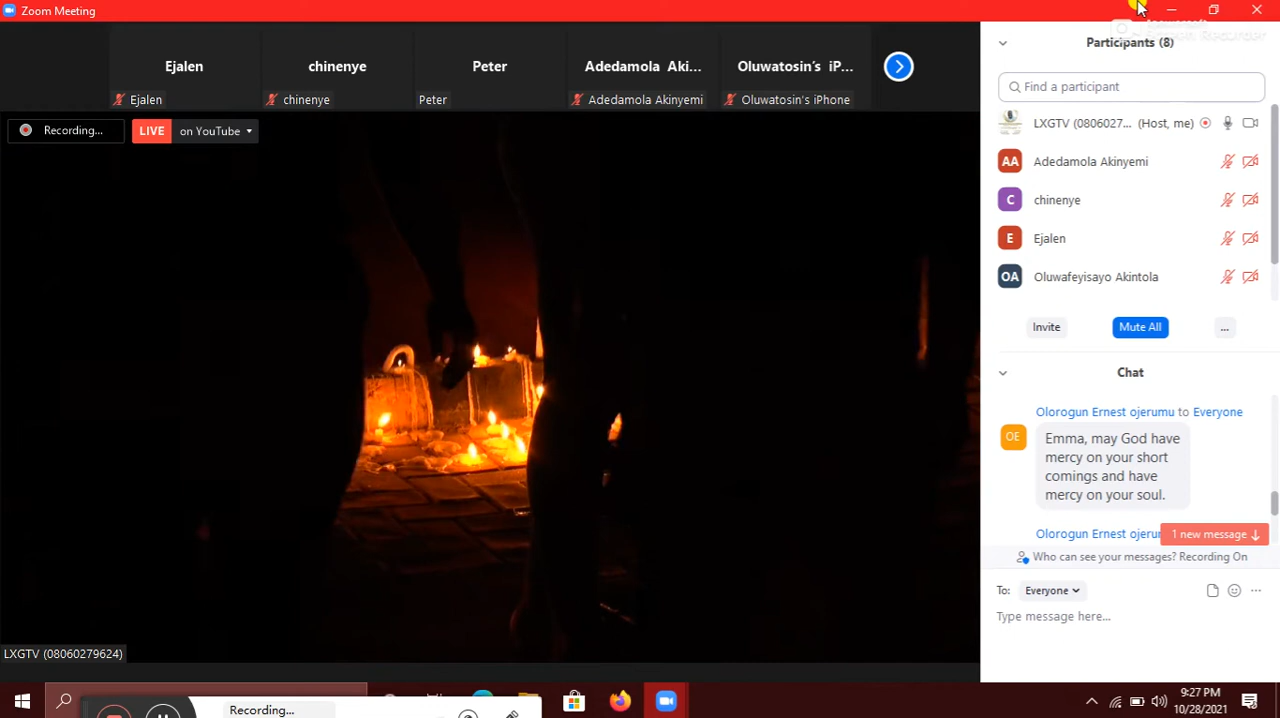 Zoom Meeting
Ejalen
chinenye
Peter
Adedamola Aki...
Oluwatosin's iP...
Ejalen
chinenye
Peter
Adedamola Akinyemi
Oluwatosin's iPhone
Recording...
LIVE on YouTube
LXGTV (08060279624)
Participants (8)
Find a participant
LXGTV (0806027... (Host, me)
AA Adedamola Akinyemi
C chinenye
E Ejalen
OA Oluwafeyisayo Akintola
Invite
Mute All
...
Chat
Olorogun Ernest ojerumu to Everyone
OE
Emma, may God have
mercy on your short
comings and have
mercy on your soul.
Olorogun Ernest
1 new message
Who can see your messages? Recording On
To: Everyone
Type message here...
Recording...
9:27 PM
10/28/2021